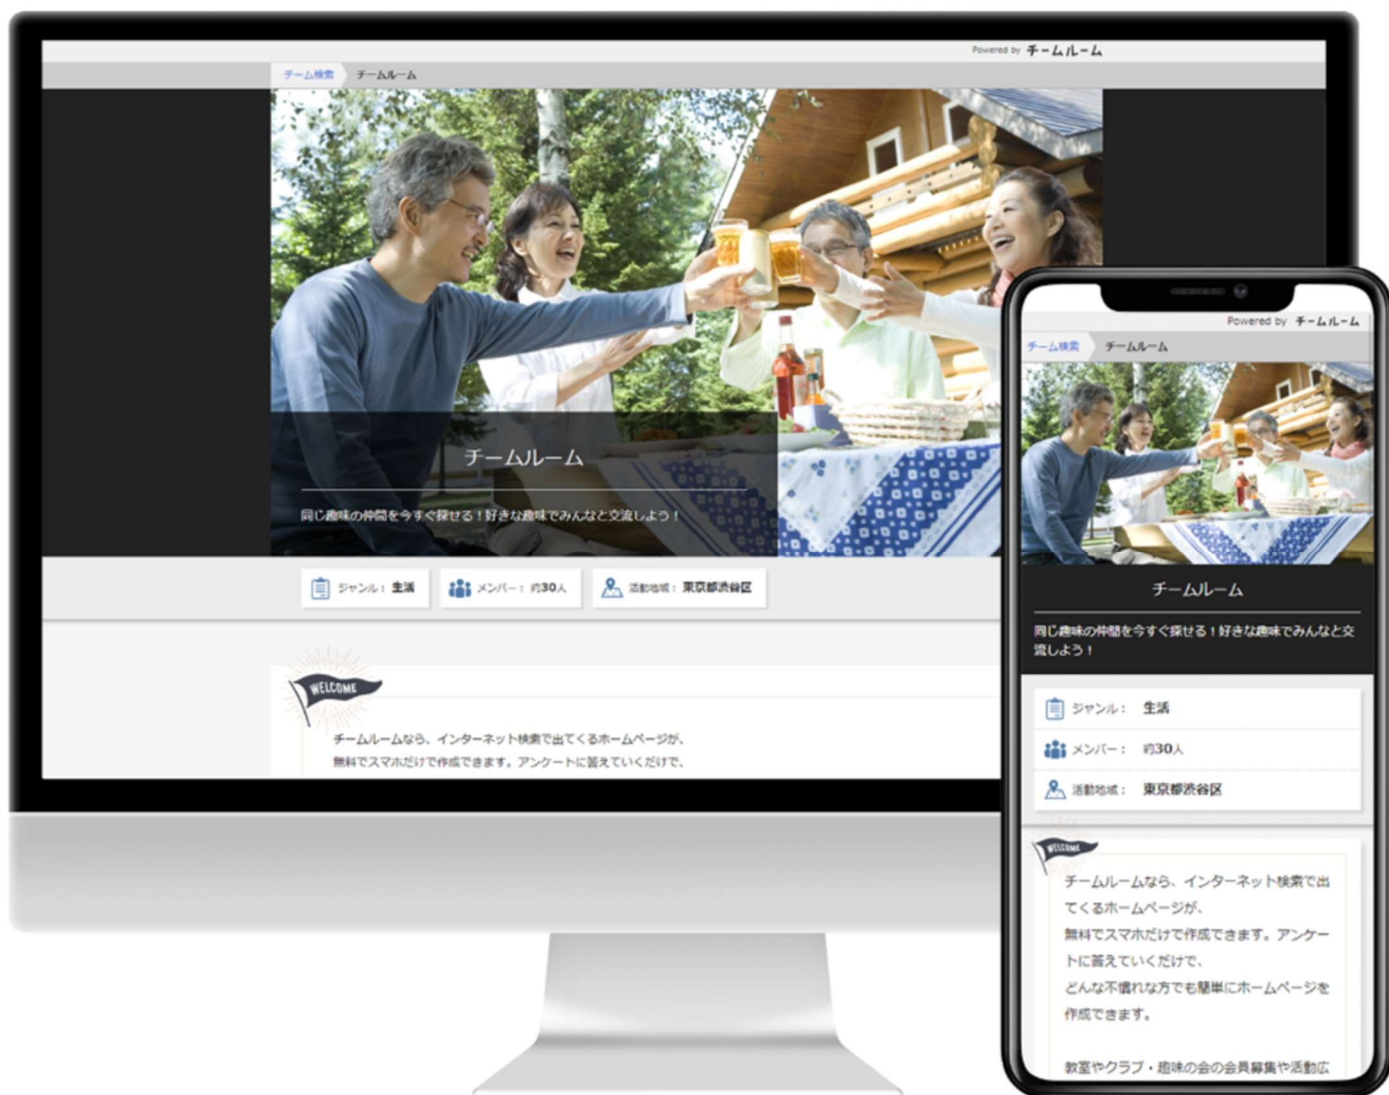 Powered by チームルーム
チーム検索 チームルーム
チームルーム
同じ趣味の仲間を今すぐ探せる！好きな趣味でみんなと交流しよう！
ジャンル： 生活 メンバー： 約30人 活動地域： 東京都渋谷区
WELCOME
チームルームなら、インターネット検索で出てくるホームページが、
無料でスマホだけで作成できます。アンケートに答えていくだけで、
Powered by チームルーム
チーム検索 チームルーム
チームルーム
同じ趣味の仲間を今すぐ探せる！好きな趣味でみんなと交
流しよう！
ジャンル： 生活
メンバー： 約30人
活動地域： 東京都渋谷区
WELCOME
チームルームなら、インターネット検索で出
てくるホームページが、
無料でスマホだけで作成できます。アンケー
トに答えていくだけで、
どんな不慣れな方でも簡単にホームページを
作成できます。
教室やクラブ・趣味の会の会員募集や活動広